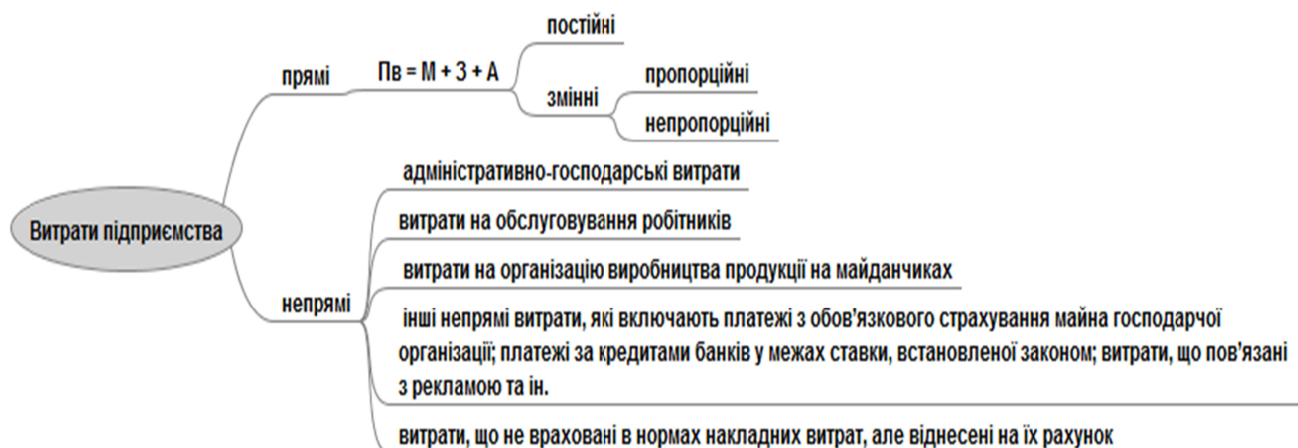 Витрати підприємства
прямі
Пв = М + З + А
постійні
змінні
пропорційні
непропорційні
непрямі
адміністративно-господарські витрати
витрати на обслуговування робітників
витрати на організацію виробництва продукції на майданчиках
інші непрямі витрати, які включають платежі з обов’язкового страхування майна господарчої
організації; платежі за кредитами банків у межах ставки, встановленої законом; витрати, що пов’язані
з рекламою та ін.
витрати, що не враховані в нормах накладних витрат, але віднесені на їх рахунок